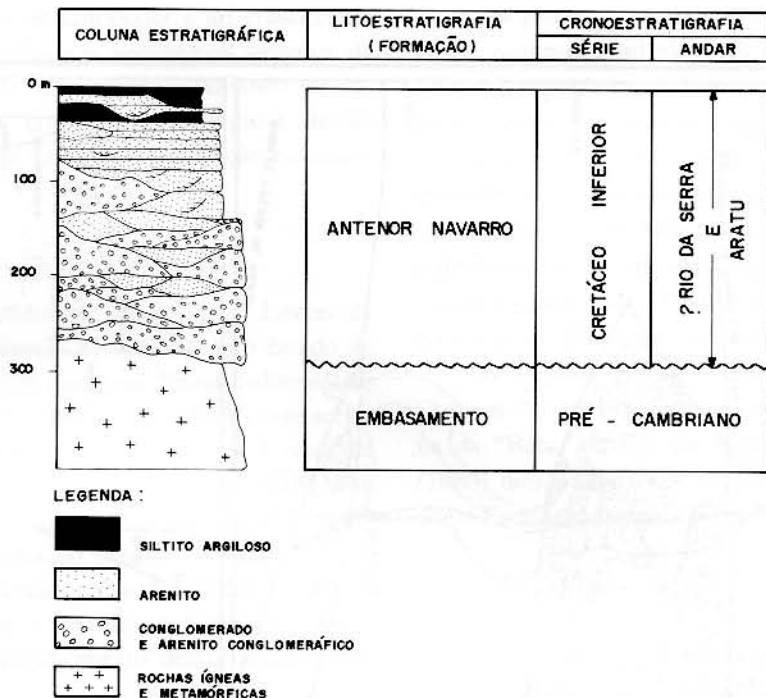 COLUNA ESTRATIGRÁFICA
LITOESTRATIGRAFIA
(FORMAÇÃO)
CRONOESTRATIGRAFIA
SÉRIE
ANDAR
0 m
100
200
300
ANTENOR NAVARRO
CRETÁCEO INFERIOR
? RIO DA SERRA
E
ARATU
EMBASAMENTO
PRÉ - CAMBRIANO
LEGENDA :
SILTITO ARGILOSO
ARENITO
CONGLOMERADO
E ARENITO CONGLOMERÁFICO
ROCHAS ÍGNEAS
E METAMÓRFICAS